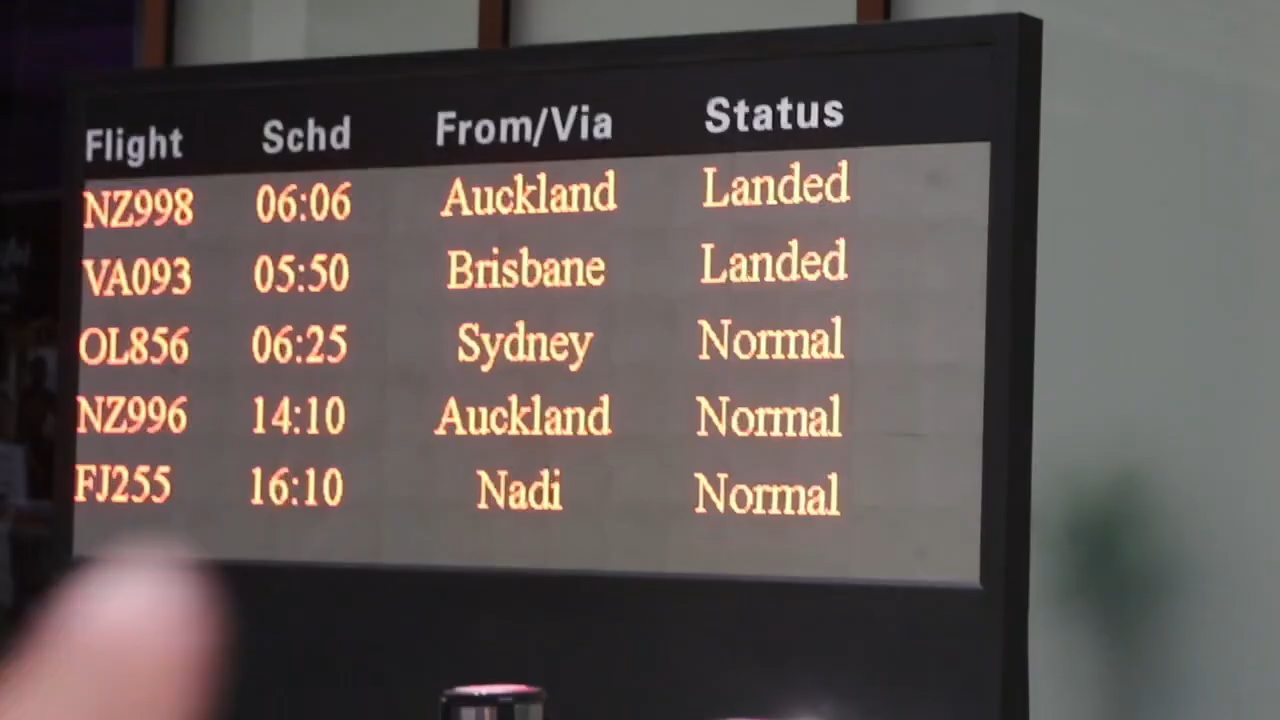 Flight Schd From/Via Status
NZ998 06:06 Auckland Landed
VA093 05:50 Brisbane Landed
OL856 06:25 Sydney Normal
NZ996 14:10 Auckland Normal
FJ255 16:10 Nadi Normal